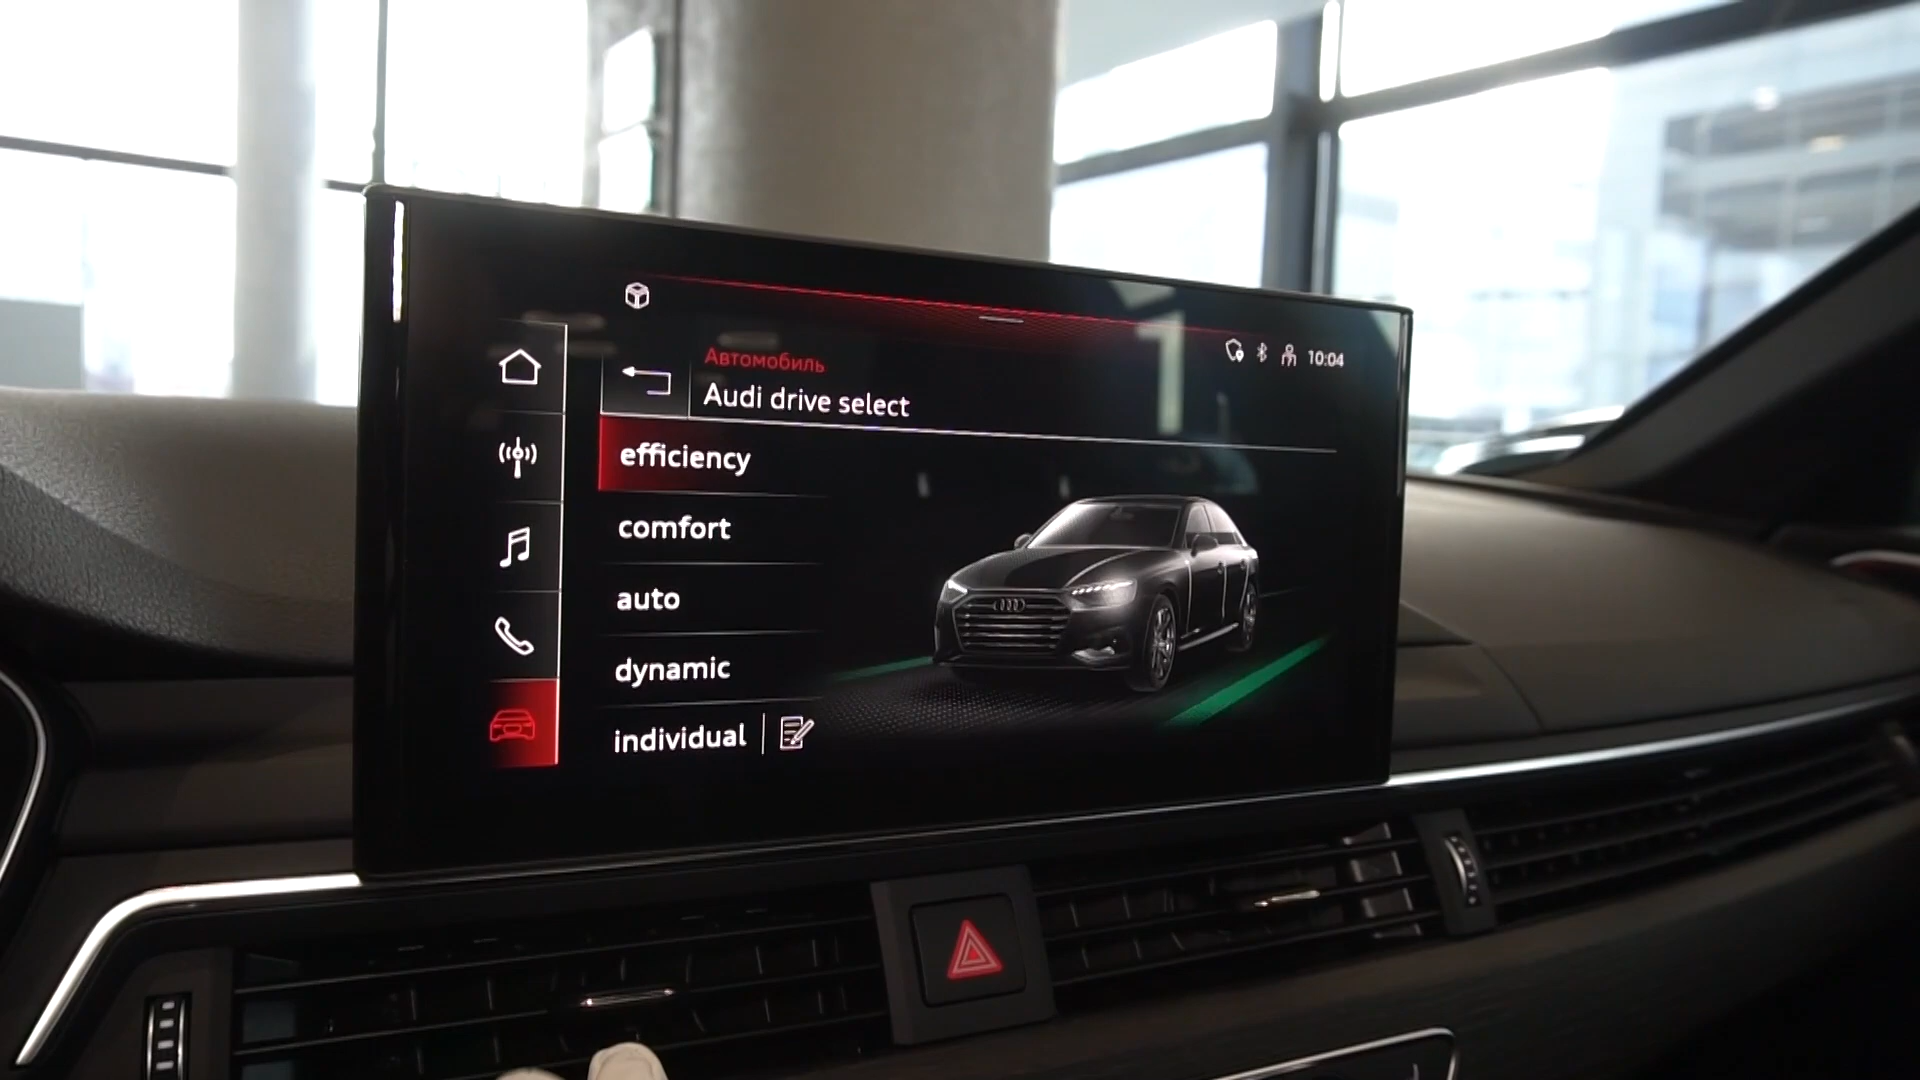 10:04
Автомобиль
Audi drive select
efficiency
comfort
auto
dynamic
individual